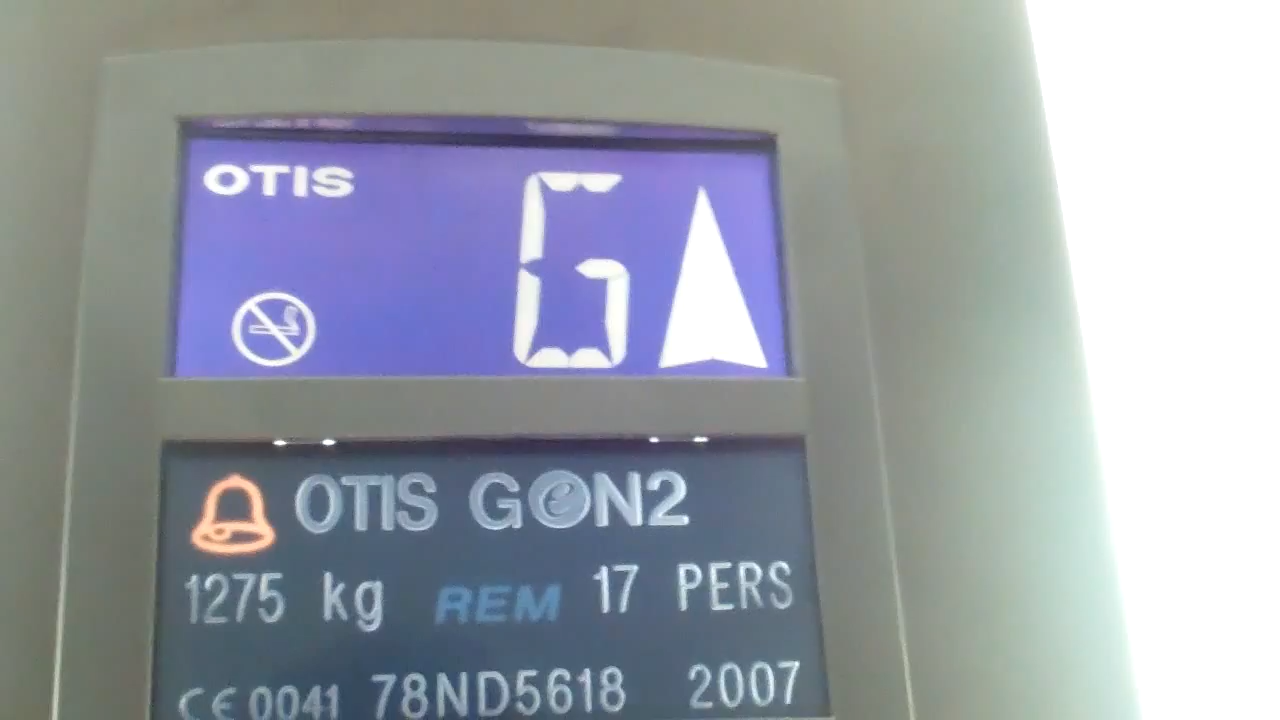 OTIS
G
OTIS GeN2
1275 kg REM 17 PERS
CE 0041 78ND5618 2007